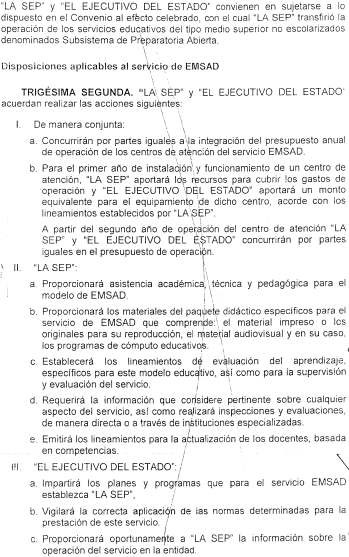 "LA SEP" y "EL EJECUTIVO DEL ESTADO" convienen en sujetarse a lo
dispuesto en el Convenio al efecto celebrado, con el cual "LA SEP" transfirió la
operación de los servicios educativos del tipo medio superior no escolarizados
denominados Subsistema de Preparatoria Abierta.
Disposiciones aplicables al servicio de EMSAD
TRIGÉSIMA SEGUNDA. "LA SEP" y "EL EJECUTIVO DEL ESTADO"
acuerdan realizar las acciones siguientes:
I. De manera conjunta:
a. Concurrirán por partes iguales a la integración del presupuesto anual
de operación de los centros de atención del servicio EMSAD.
b. Para el primer año de instalación y funcionamiento de un centro de
atención, "LA SEP" aportará los recursos para cubrir los gastos de
operación y "EL EJECUTIVO DEL ESTADO" aportará un monto
equivalente para el equipamiento de dicho centro, acorde con los
lineamientos establecidos por "LA SEP".
A partir del segundo año de operación del centro de atención "LA
SEP" y "EL EJECUTIVO DEL ESTADO" concurrirán por partes
iguales en el presupuesto de operación.
II. "LA SEP":
a. Proporcionará asistencia académica, técnica y pedagógica para el
modelo de EMSAD.
b. Proporcionará los materiales del paquete didáctico específicos para el
servicio de EMSAD que comprende: el material impreso o los
originales para su reproducción, el material audiovisual y en su caso,
los programas de cómputo educativos.
c. Establecerá los lineamientos de evaluación del aprendizaje,
específicos para este modelo educativo, así como para la supervisión
y evaluación del servicio.
d. Requerirá la información que considere pertinente sobre cualquier
aspecto del servicio, así como realizará inspecciones y evaluaciones,
de manera directa o a través de instituciones especializadas.
e. Emitirá los lineamientos para la actualización de los docentes, basada
en competencias.
III. "EL EJECUTIVO DEL ESTADO":
a. Impartirá los planes y programas que para el servicio EMSAD
establezca "LA SEP",
b. Vigilará la correcta aplicación de las normas determinadas para la
prestación de este servicio.
c. Proporcionará oportunamente a "LA SEP" la información sobre la
operación del servicio en la entidad.